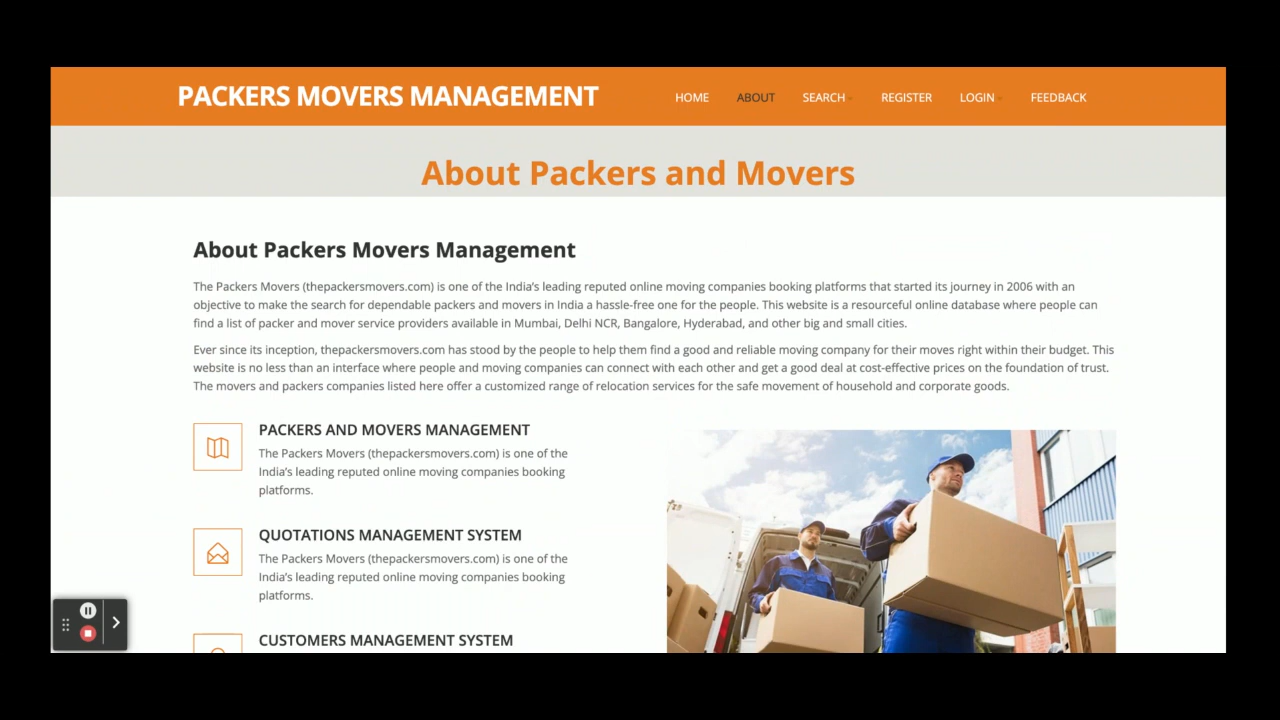 PACKERS MOVERS MANAGEMENT
HOME ABOUT SEARCH REGISTER LOGIN FEEDBACK
About Packers and Movers
About Packers Movers Management
The Packers Movers (thepackersmovers.com) is one of the India's leading reputed online moving companies booking platforms that started its journey in 2006 with an
objective to make the search for dependable packers and movers in India a hassle-free one for the people. This website is a resourceful online database where people can
find a list of packer and mover service providers available in Mumbai, Delhi NCR, Bangalore, Hyderabad, and other big and small cities.
Ever since its inception, thepackersmovers.com has stood by the people to help them find a good and reliable moving company for their moves right within their budget. This
website is no less than an interface where people and moving companies can connect with each other and get a good deal at cost-effective prices on the foundation of trust.
The movers and packers companies listed here offer a customized range of relocation services for the safe movement of household and corporate goods.
PACKERS AND MOVERS MANAGEMENT
The Packers Movers (thepackersmovers.com) is one of the
India's leading reputed online moving companies booking
platforms.
QUOTATIONS MANAGEMENT SYSTEM
The Packers Movers (thepackersmovers.com) is one of the
India's leading reputed online moving companies booking
platforms.
CUSTOMERS MANAGEMENT SYSTEM